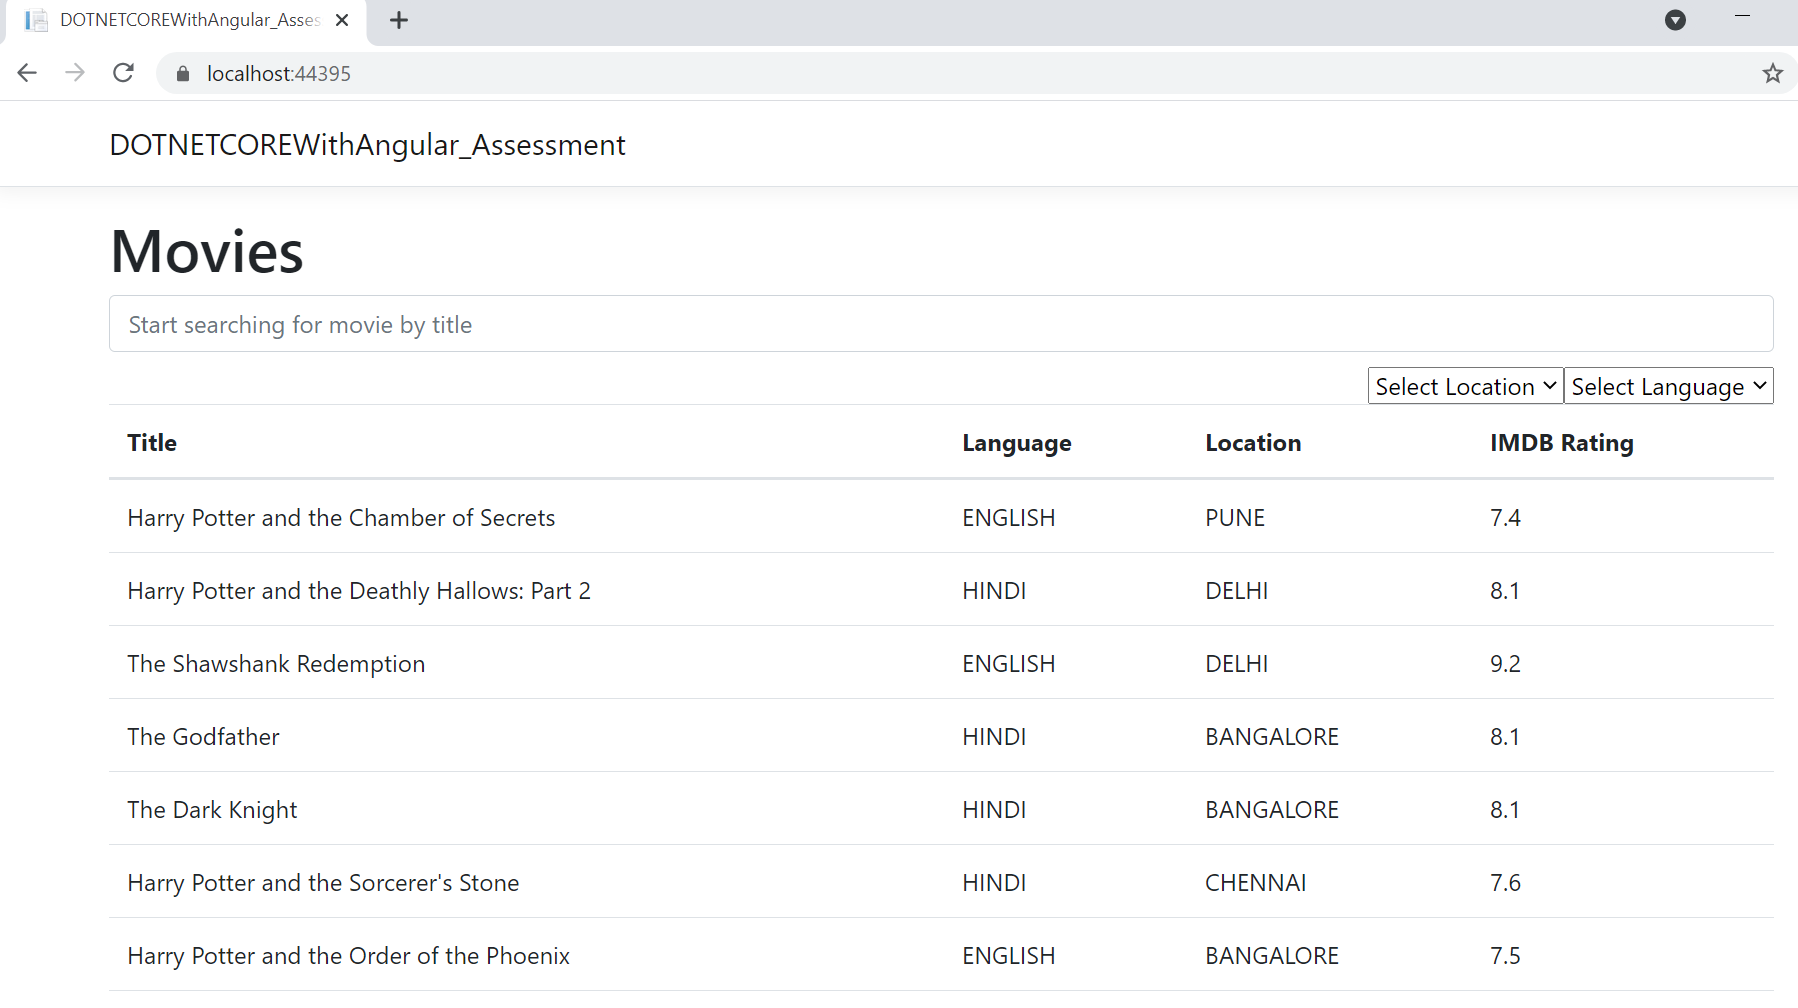 DOTNETCOREWithAngular_Asses
localhost:44395
DOTNETCOREWithAngular_Assessment
Movies
Start searching for movie by title
Select Location Select Language
Title Language Location IMDB Rating
Harry Potter and the Chamber of Secrets ENGLISH PUNE 7.4
Harry Potter and the Deathly Hallows: Part 2 HINDI DELHI 8.1
The Shawshank Redemption ENGLISH DELHI 9.2
The Godfather HINDI BANGALORE 8.1
The Dark Knight HINDI BANGALORE 8.1
Harry Potter and the Sorcerer's Stone HINDI CHENNAI 7.6
Harry Potter and the Order of the Phoenix ENGLISH BANGALORE 7.5